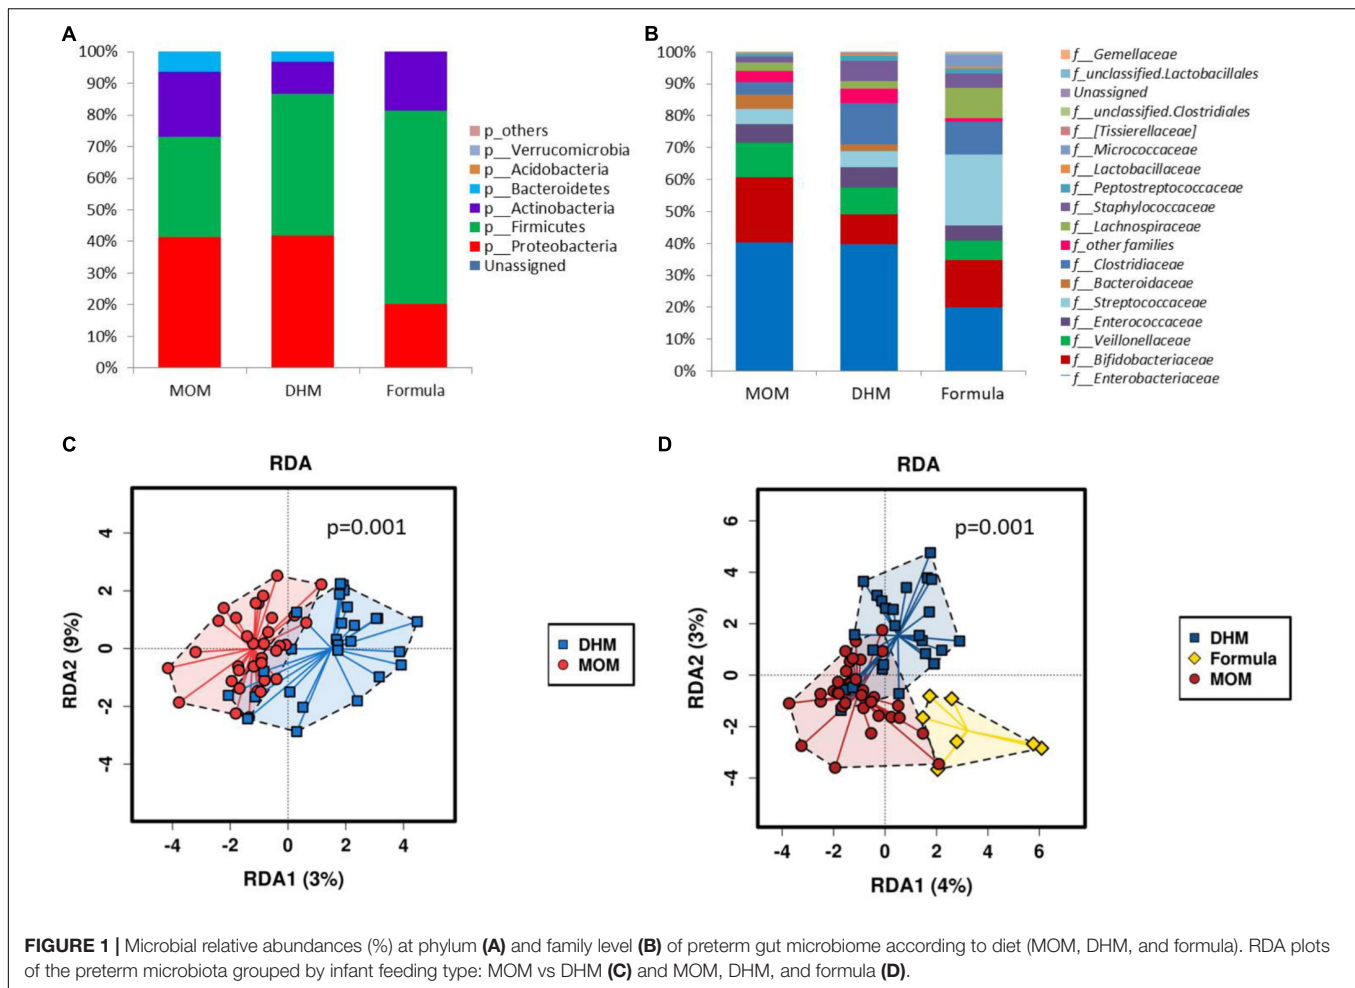 A
100%
90%
80%
70%
60%
50%
40%
30%
20%
10%
0%
MOM DHM Formula
p_others
p__Verrucomicrobia
p__Acidobacteria
p__Bacteroidetes
p__Actinobacteria
p__Firmicutes
p__Proteobacteria
Unassigned
B
100%
90%
80%
70%
60%
50%
40%
30%
20%
10%
0%
MOM DHM Formula
f__Gemellaceae
f_unclassified.Lactobacillales
Unassigned
f__unclassified.Clostridiales
f__[Tissierellaceae]
f__Micrococcaceae
f__Lactobacillaceae
f__Peptostreptococcaceae
f__Staphylococcaceae
f__Lachnospiraceae
f_other families
f__Clostridiaceae
f__Bacteroidaceae
f__Streptococcaceae
f__Enterococcaceae
f__Veillonellaceae
f__Bifidobacteriaceae
f__Enterobacteriaceae
C
RDA
p=0.001
RDA2 (9%)
4
2
0
-2
-4
-4 -2 0 2 4
RDA1 (3%)
DHM
MOM
D
RDA
p=0.001
RDA2 (3%)
6
4
2
0
-2
-4
-4 -2 0 2 4 6
RDA1 (4%)
DHM
Formula
MOM
FIGURE 1 | Microbial relative abundances (%) at phylum (A) and family level (B) of preterm gut microbiome according to diet (MOM, DHM, and formula). RDA plots
of the preterm microbiota grouped by infant feeding type: MOM vs DHM (C) and MOM, DHM, and formula (D).